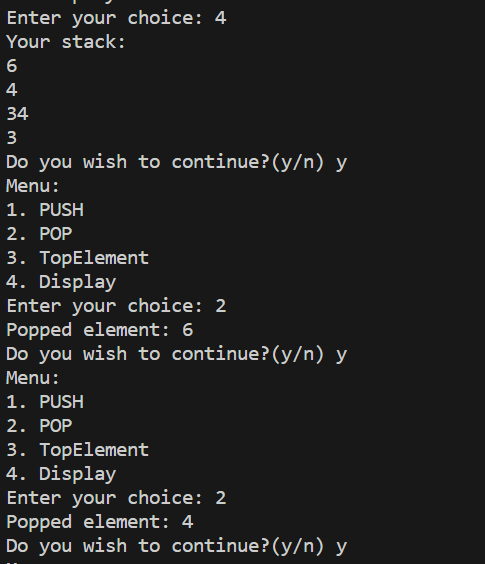 Enter your choice: 4
Your stack:
6
4
34
3
Do you wish to continue?(y/n) y
Menu:
1. PUSH
2. POP
3. TopElement
4. Display
Enter your choice: 2
Popped element: 6
Do you wish to continue?(y/n) y
Menu:
1. PUSH
2. POP
3. TopElement
4. Display
Enter your choice: 2
Popped element: 4
Do you wish to continue?(y/n) y